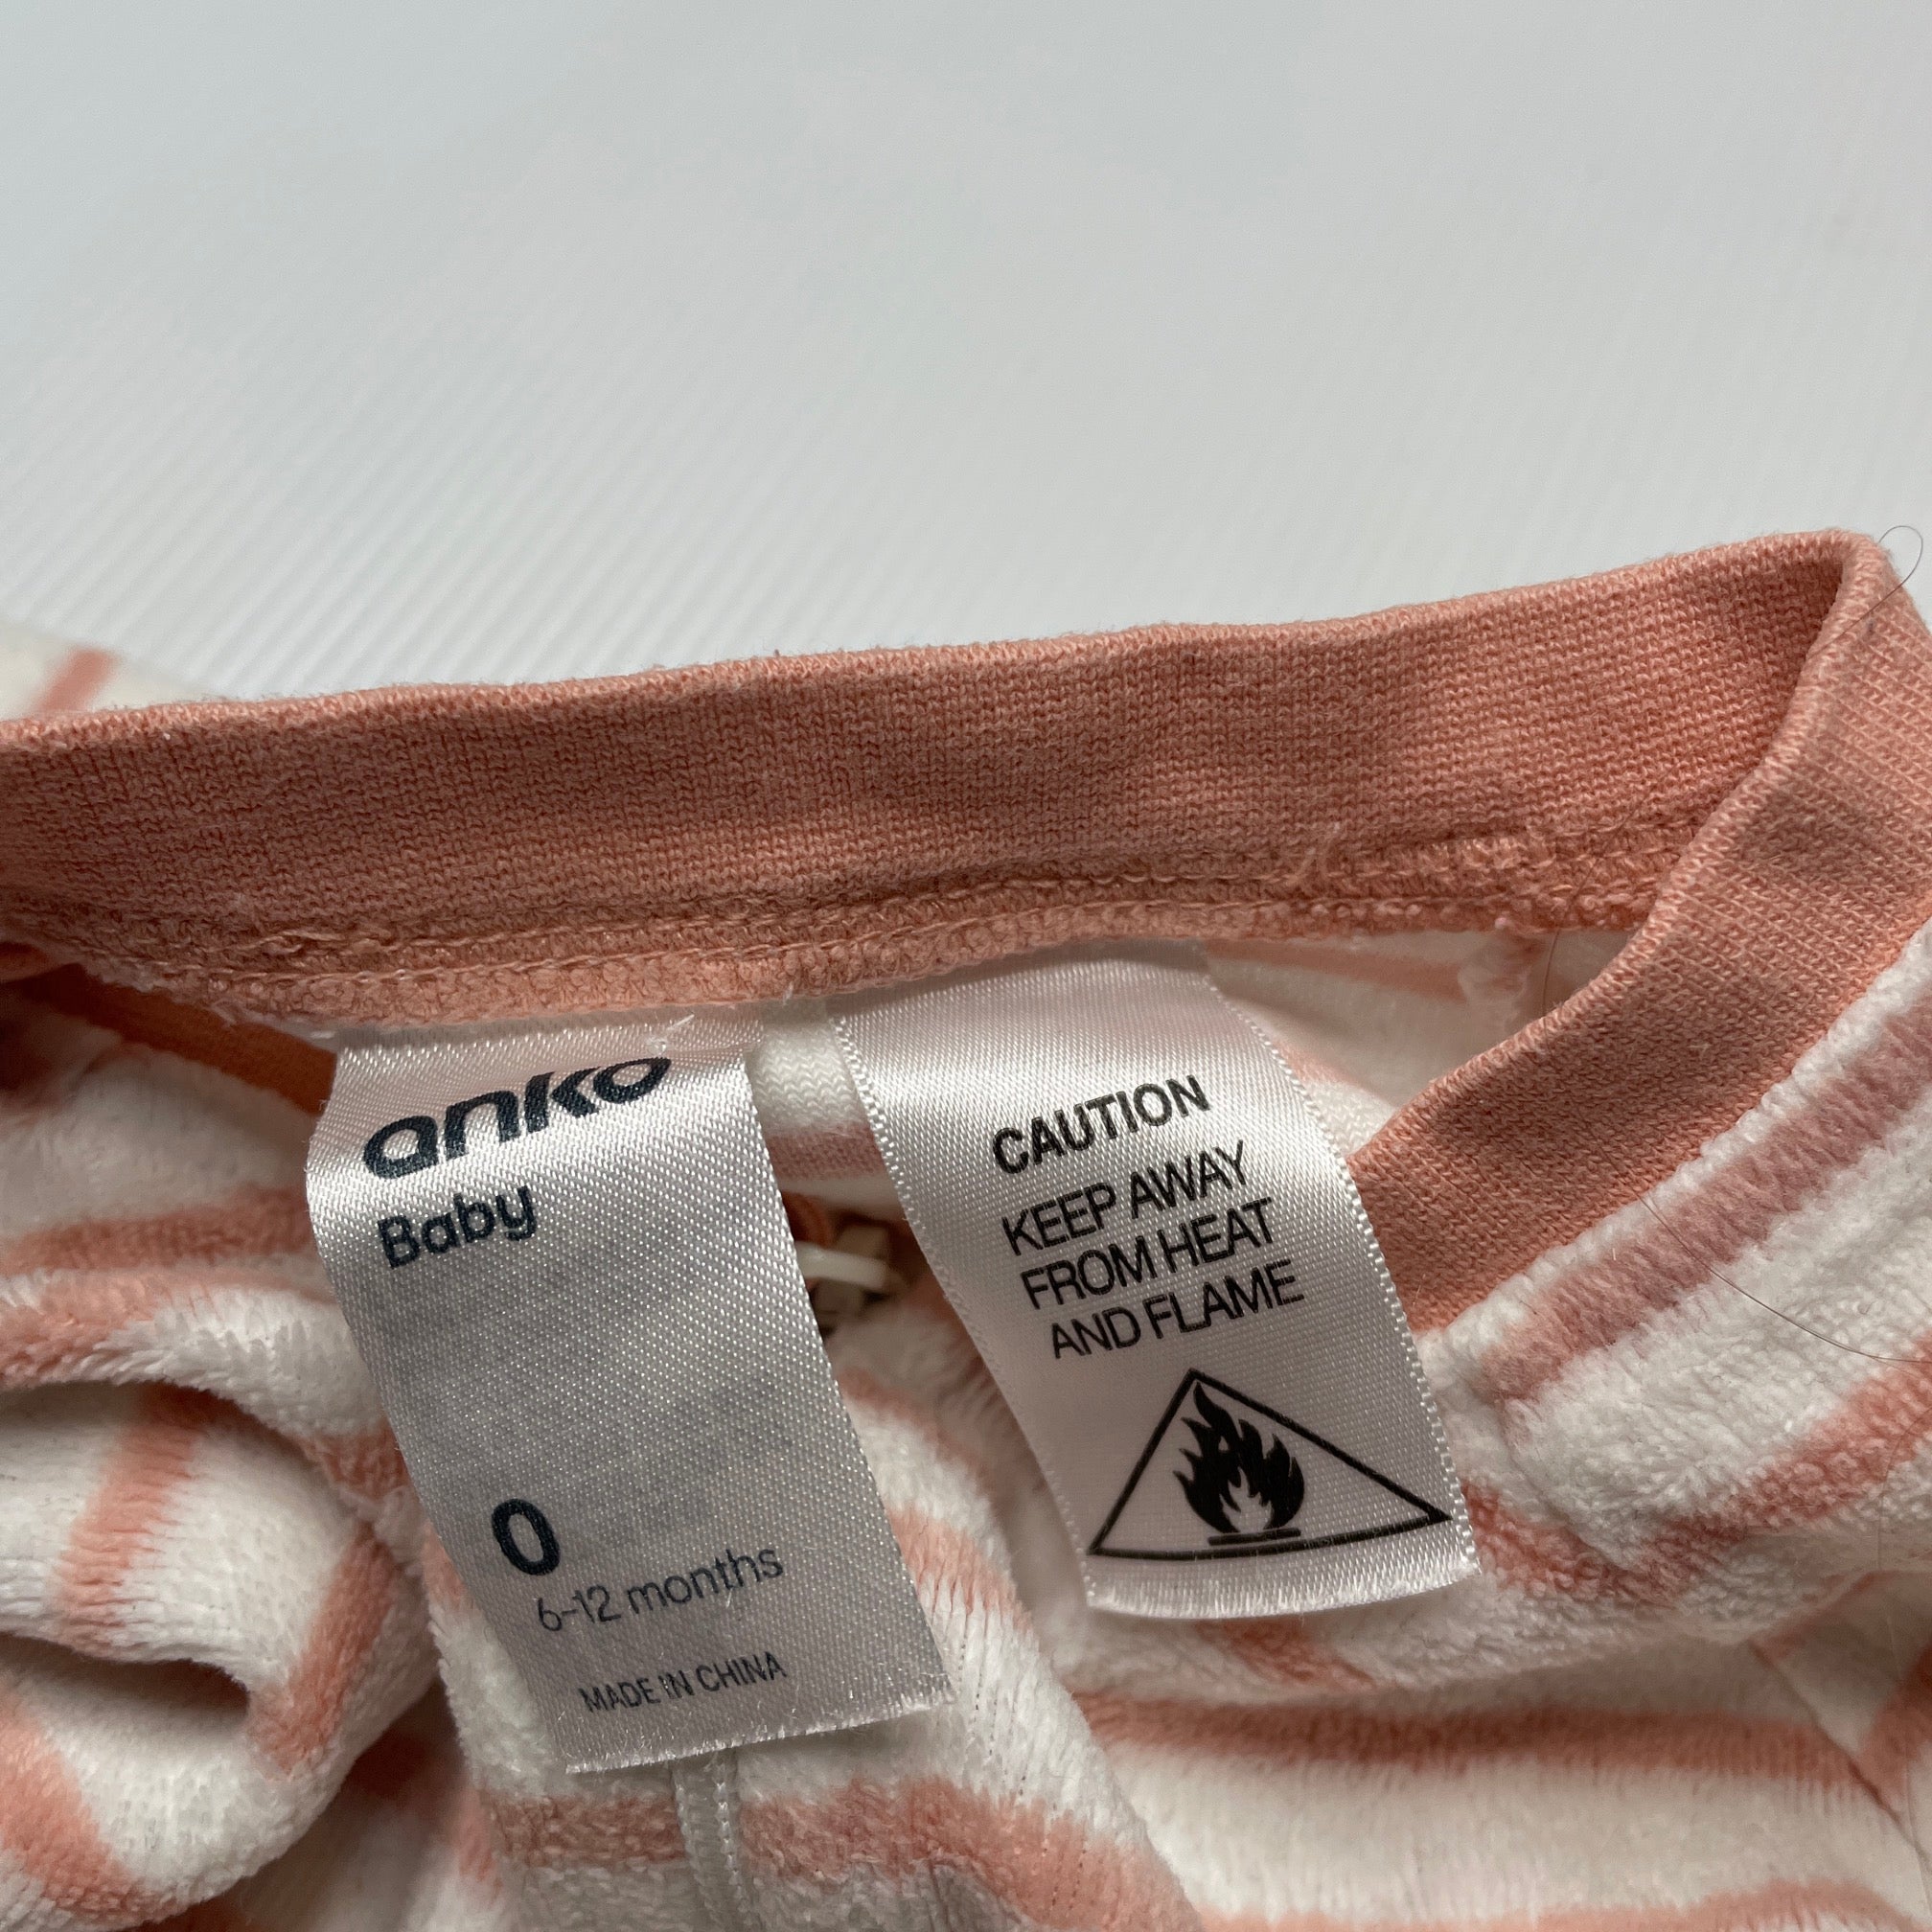 anko
Baby
0
6-12 months
MADE IN CHINA
CAUTION
KEEP AWAY
FROM HEAT
AND FLAME